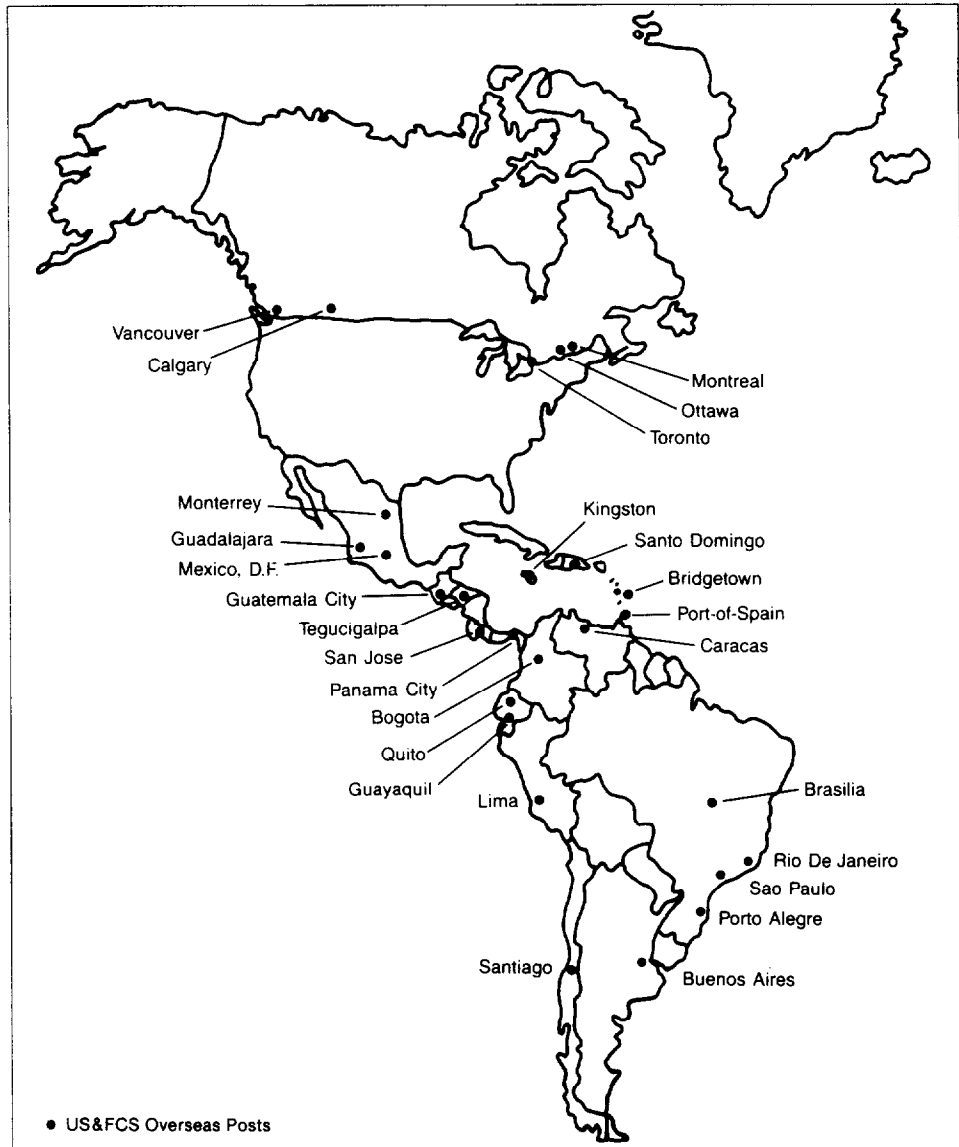 Vancouver
Calgary
Montreal
Ottawa
Toronto
Monterrey
Kingston
Guadalajara
Santo Domingo
Mexico, D.F.
Bridgetown
Guatemala City
Port-of-Spain
Tegucigalpa
Caracas
San Jose
Panama City
Bogota
Quito
Guayaquil
Lima
Brasilia
Rio De Janeiro
Sao Paulo
Porto Alegre
Santiago
Buenos Aires
• US&FCS Overseas Posts